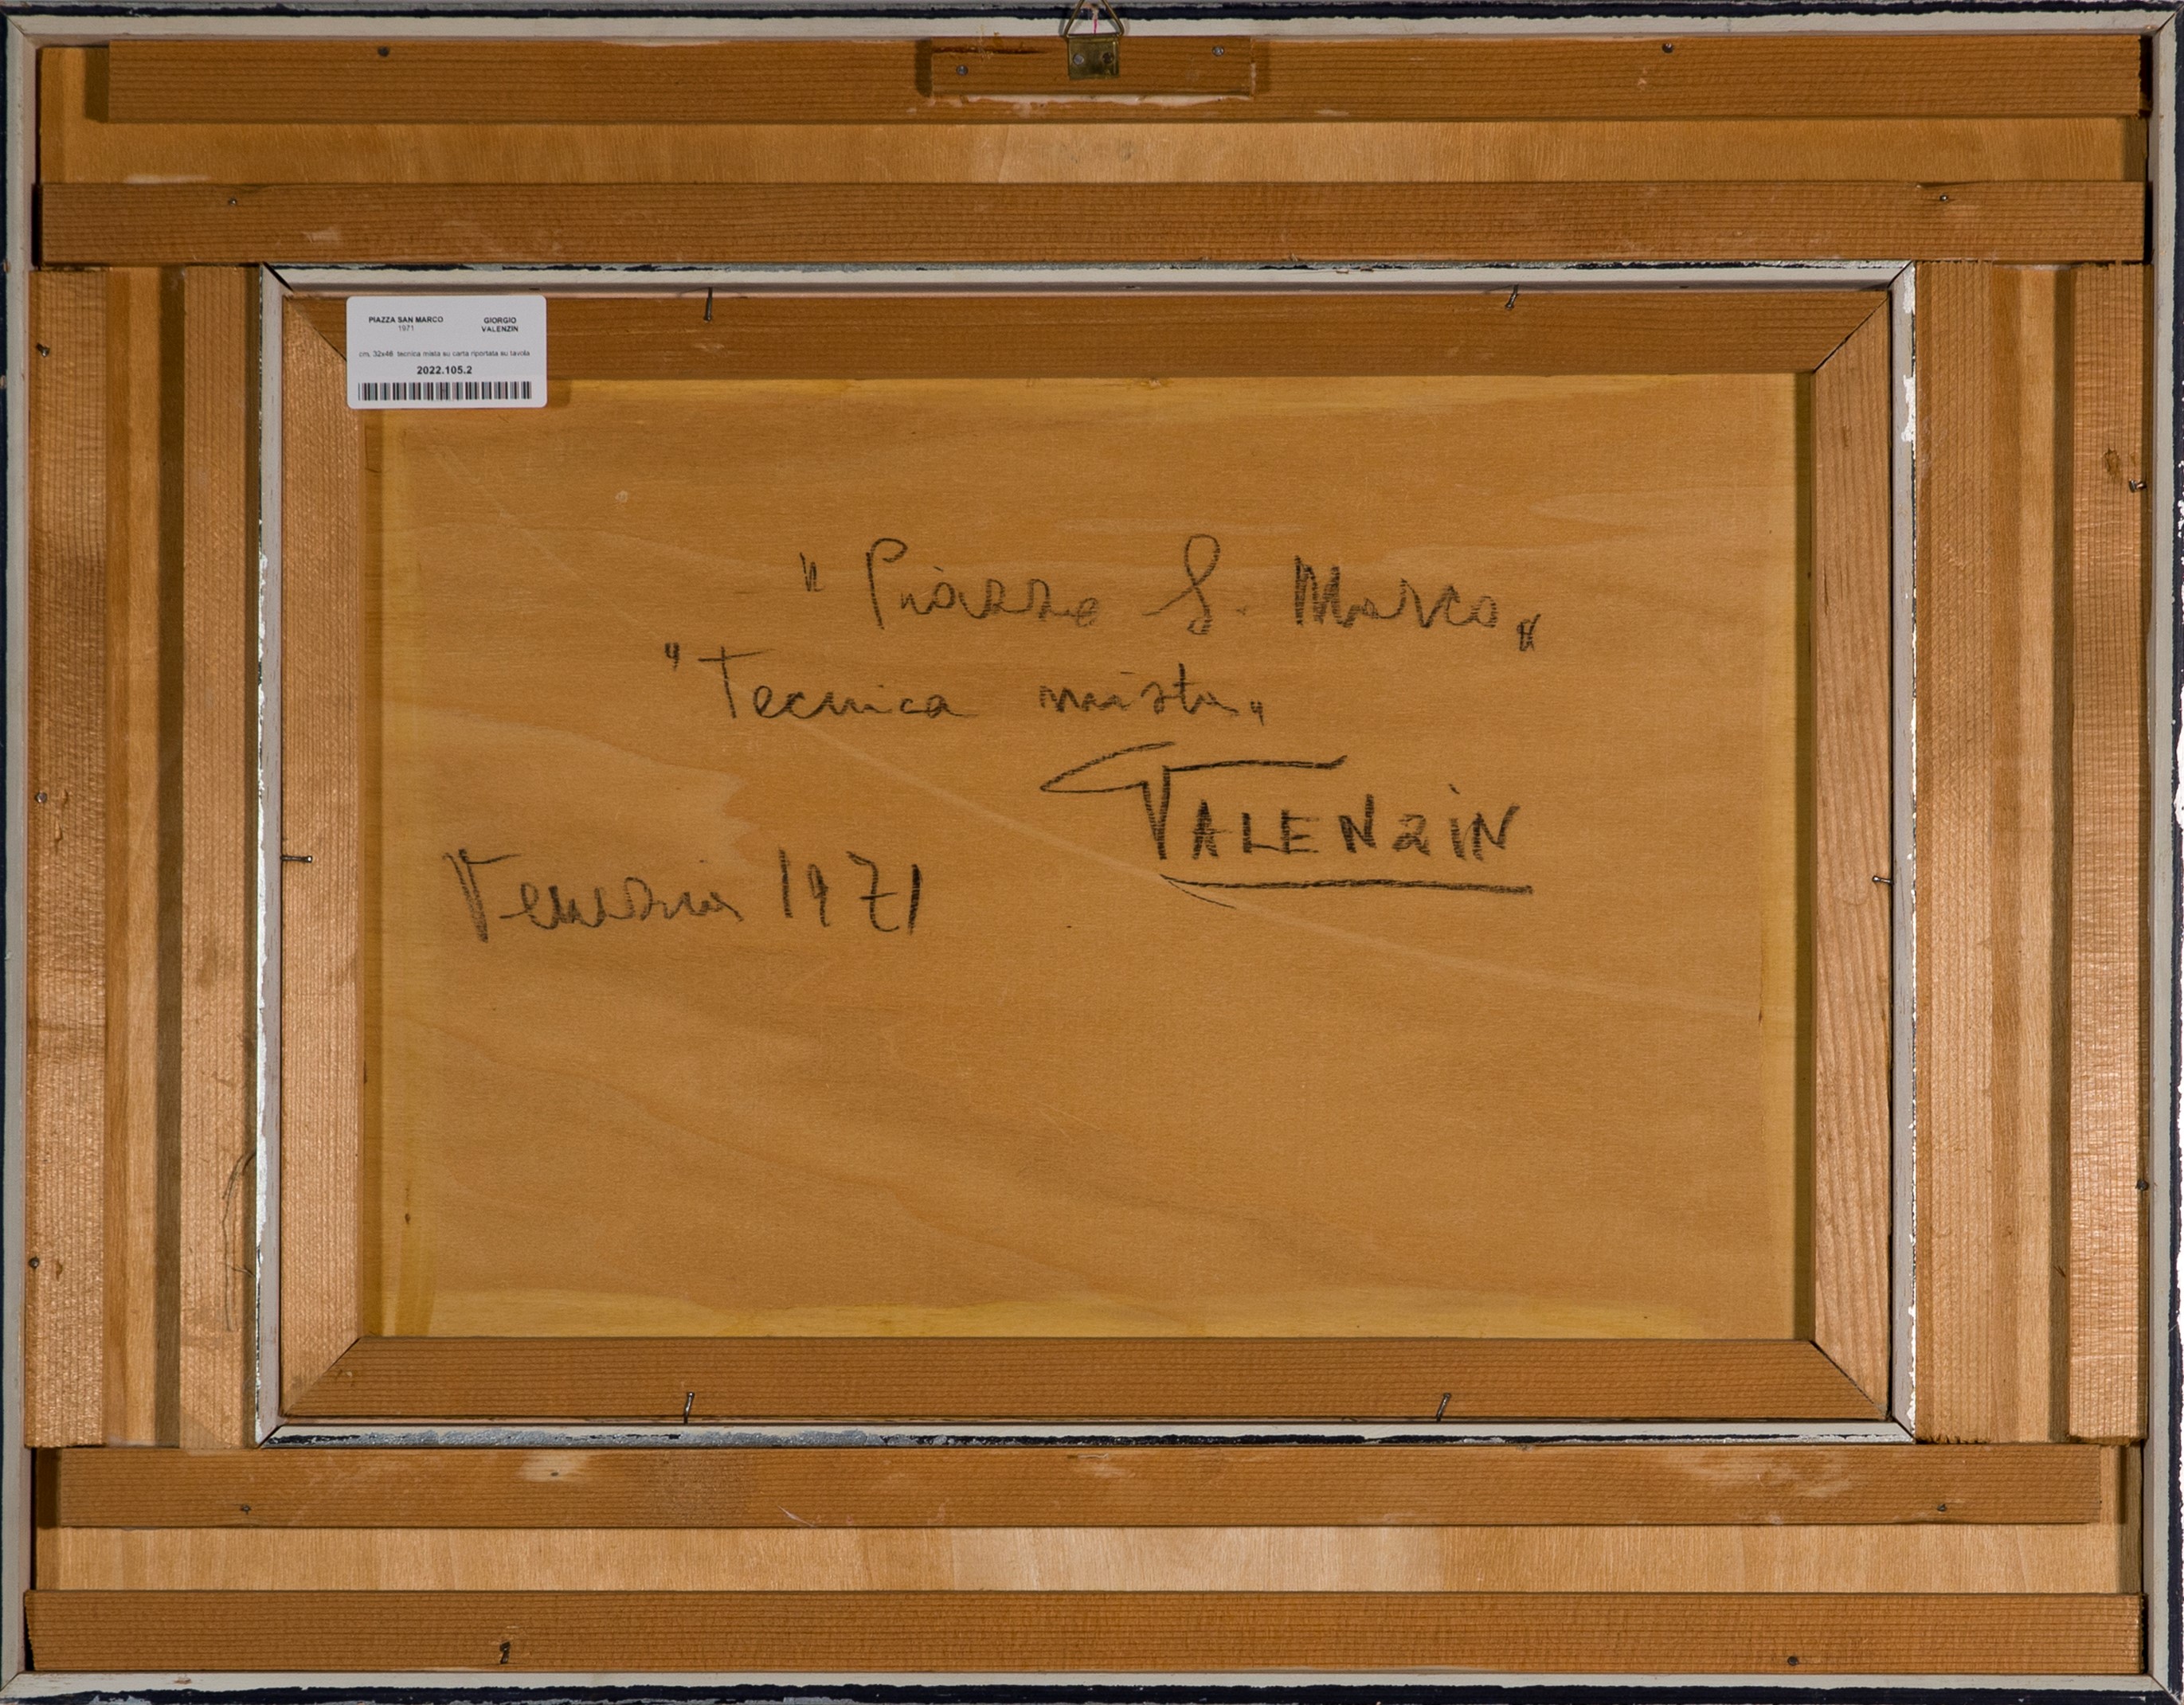 PIAZZA SAN MARCO GIORGIO
1971 VALENZIN
cm. 32x46 tecnica mista su carta riportata su tavola
2022.105.2
"Piazza S. Marco"
"Tecnica mista"
VALENZIN
Venezia 1971